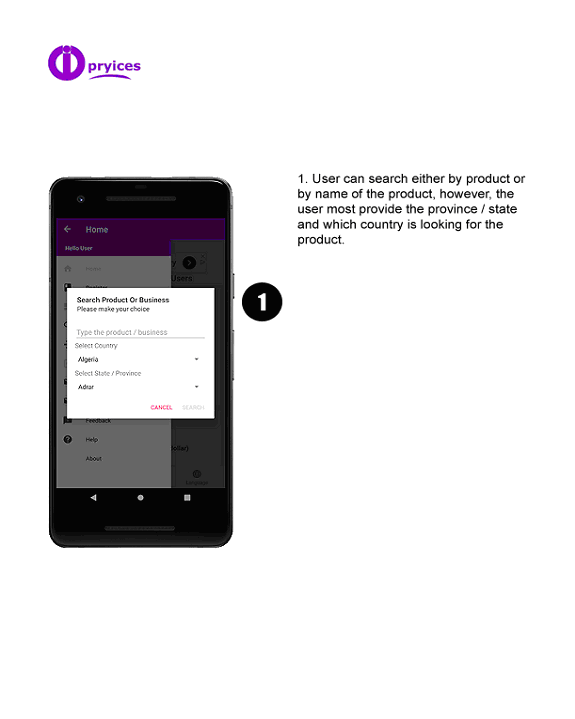 pryices
1. User can search either by product or
by name of the product, however, the
user most provide the province / state
and which country is looking for the
product.
Home
Hello User
Home
Register
Users
Search Product Or Business
Please make your choice
Type the product / business
Select Country
Algeria
Select State / Province
Adrar
CANCEL SEARCH
1
Feedback
Help
About
Language